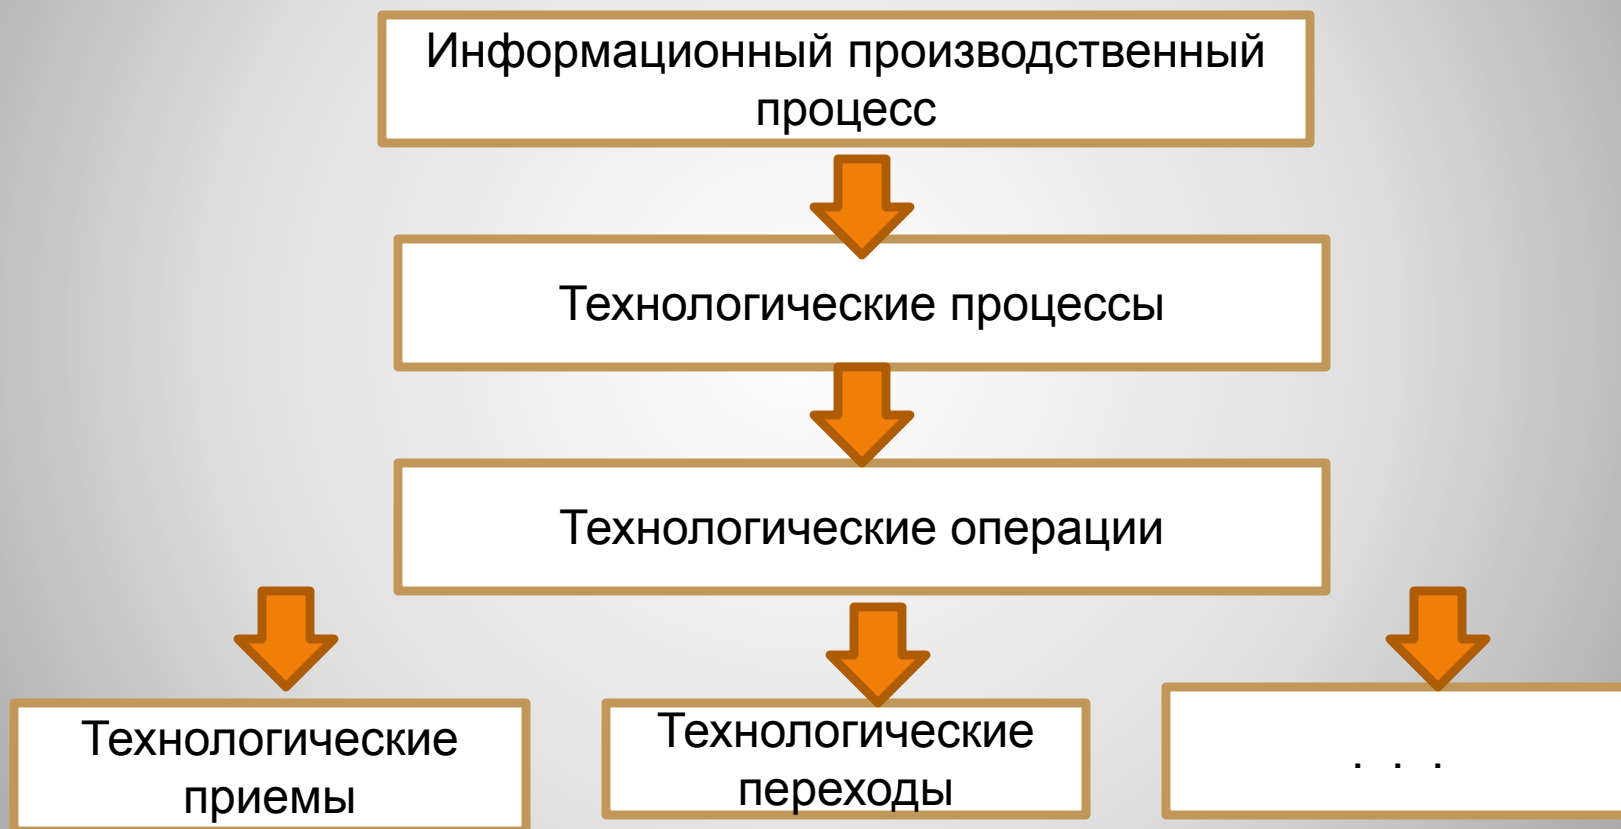 Информационный производственный
процесс
Технологические процессы
Технологические операции
Технологические
приемы
Технологические
переходы
. . .